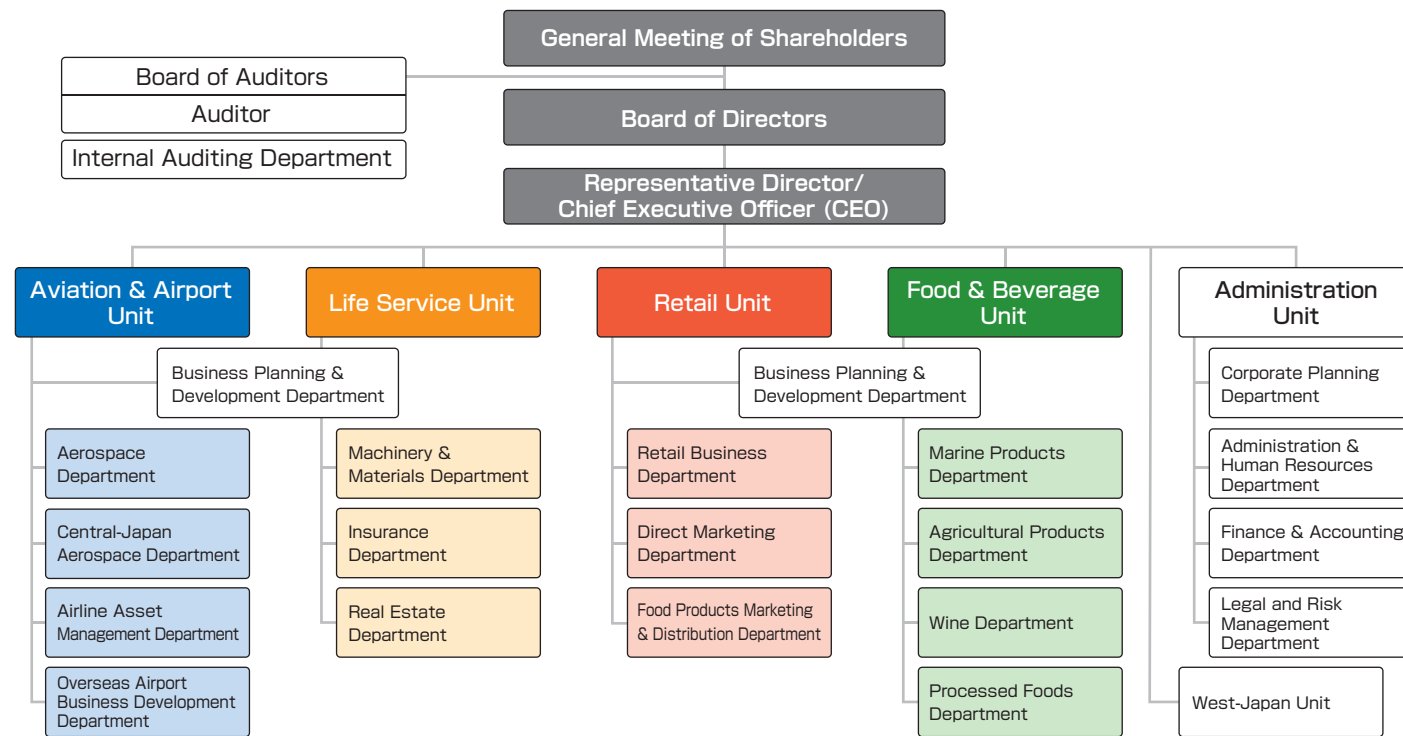 General Meeting of Shareholders
Board of Auditors
Auditor
Internal Auditing Department
Board of Directors
Representative Director/
Chief Executive Officer (CEO)
Aviation & Airport
Unit
Life Service Unit
Retail Unit
Food & Beverage
Unit
Administration
Unit
Business Planning &
Development Department
Business Planning &
Development Department
Aerospace
Department
Central-Japan
Aerospace Department
Airline Asset
Management Department
Overseas Airport
Business Development
Department
Machinery &
Materials Department
Insurance
Department
Real Estate
Department
Retail Business
Department
Direct Marketing
Department
Food Products Marketing
& Distribution Department
Marine Products
Department
Agricultural Products
Department
Wine Department
Processed Foods
Department
Corporate Planning
Department
Administration &
Human Resources
Department
Finance & Accounting
Department
Legal and Risk
Management
Department
West-Japan Unit